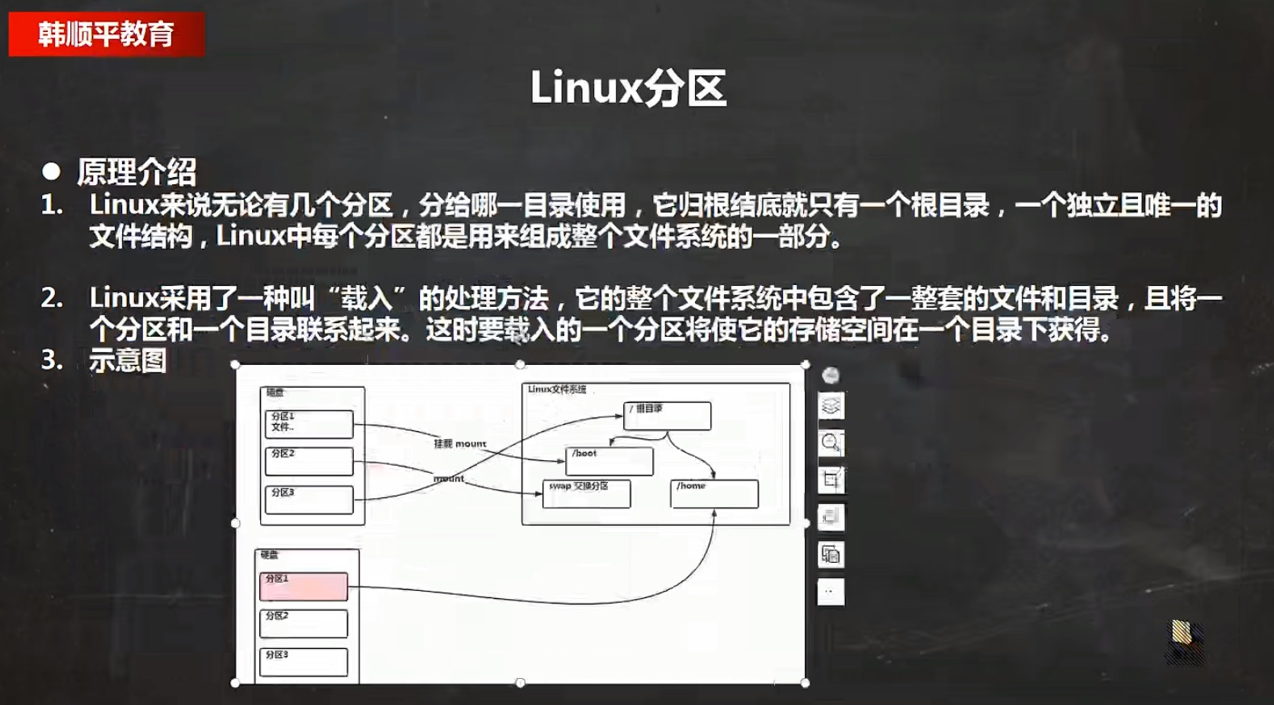 韩顺平教育
Linux分区
● 原理介绍
1. Linux来说无论有几个分区，分给哪一目录使用，它归根结底就只有一个根目录，一个独立且唯一的
文件结构，Linux中每个分区都是用来组成整个文件系统的一部分。
2. Linux采用了一种叫“载入”的处理方法，它的整个文件系统中包含了一整套的文件和目录，且将一
个分区和一个目录联系起来。这时要载入的一个分区将使它的存储空间在一个目录下获得。
3. 示意图
硬盘
分区1
文件..
分区2
分区3
挂载 mount
mount
Linux文件系统
/ 根目录
/boot
swap 交换分区
/home
硬盘
分区1
分区2
分区3